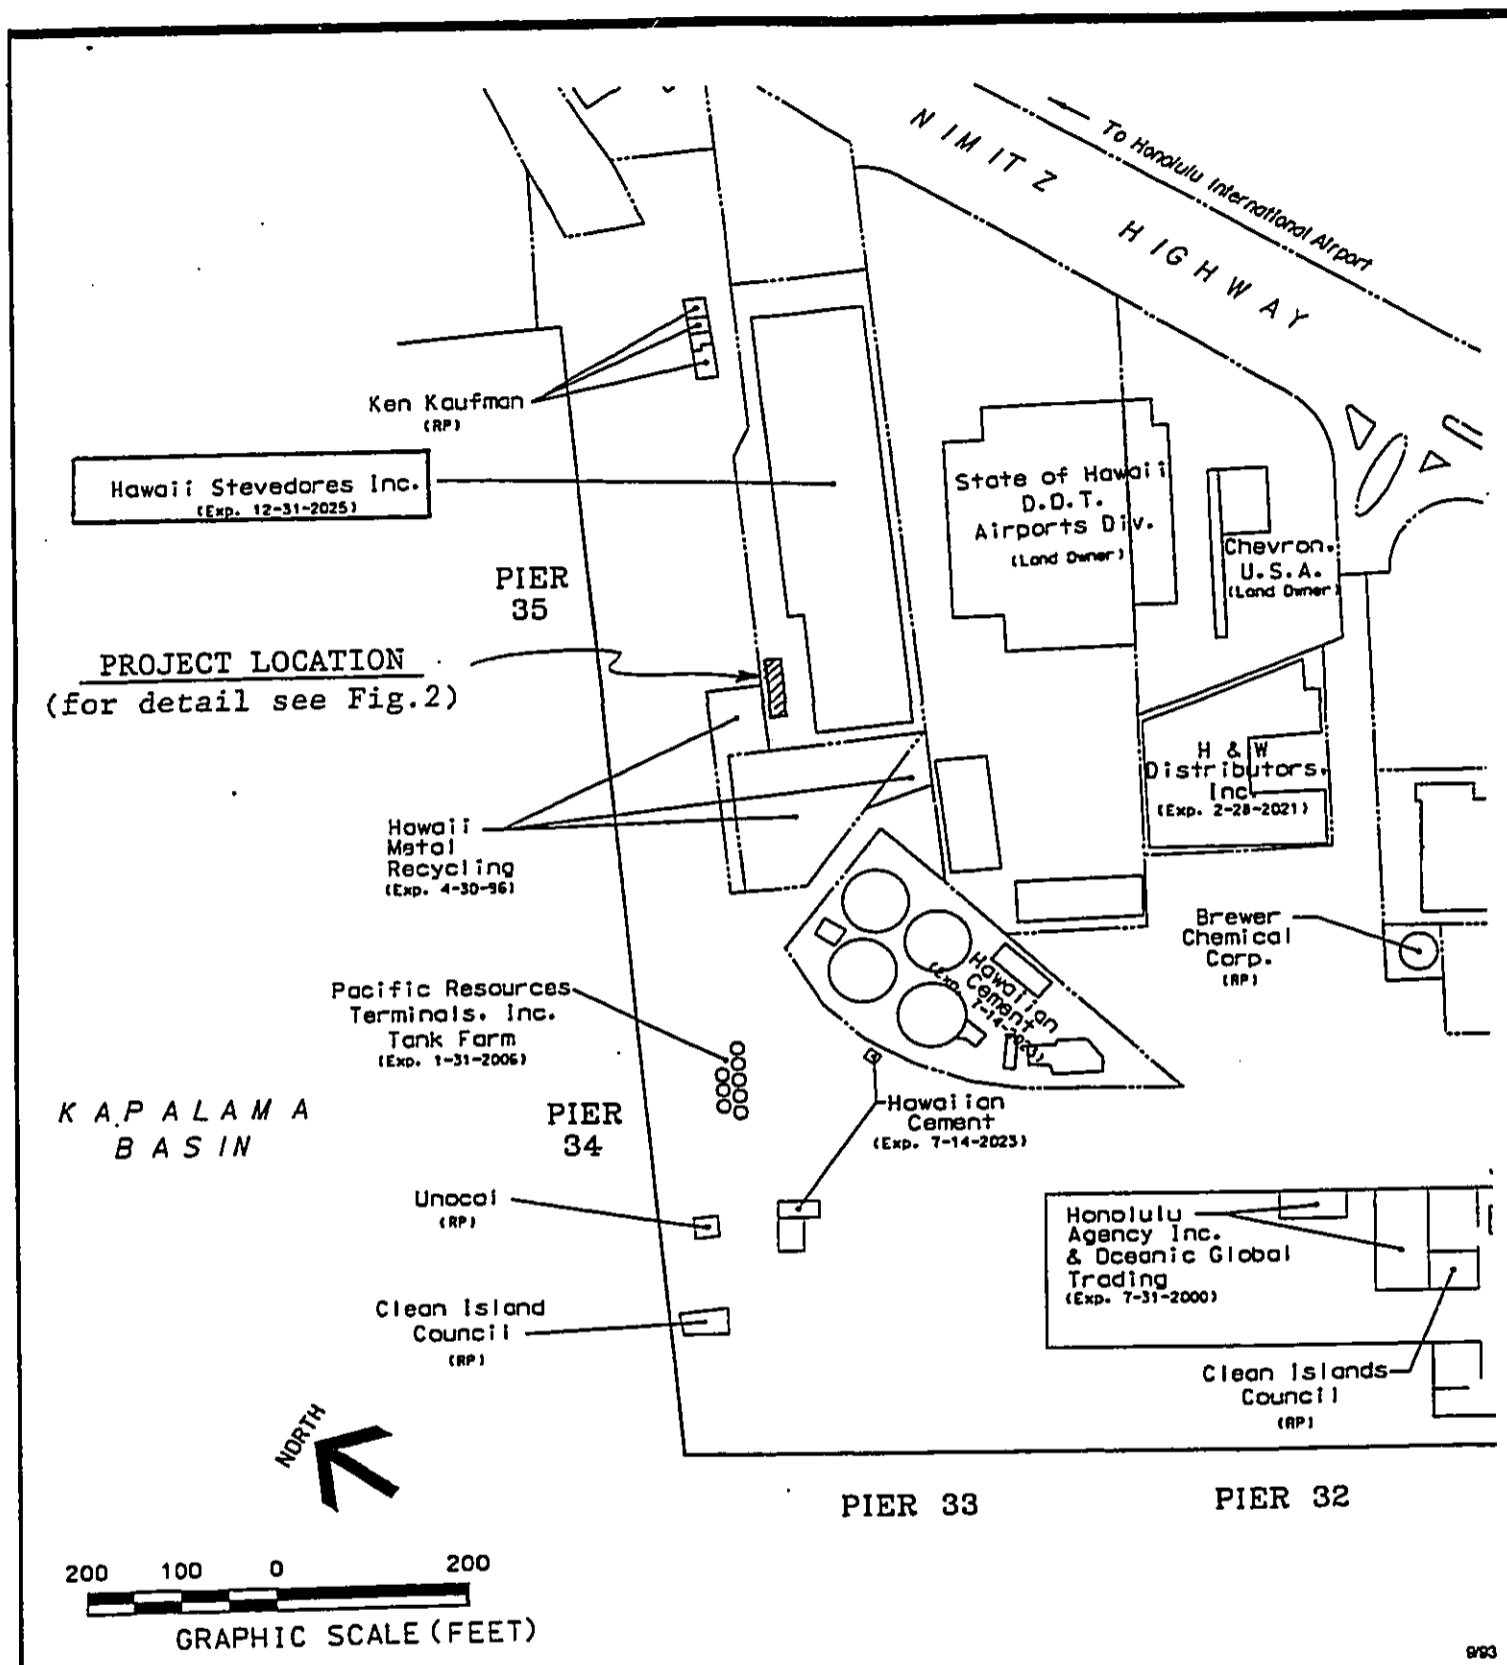 To Honolulu International Airport
NIMITZ HIGHWAY
Ken Kaufman
(RP)
Hawaii Stevedores Inc.
(Exp. 12-31-2025)
State of Hawaii
D.O.T.
Airports Div.
(Land Owner)
Chevron.
U.S.A.
(Land Owner)
PIER
35
PROJECT LOCATION
(for detail see Fig.2)
H & W
Distributors.
Inc.
(Exp. 2-28-2021)
Hawaii
Metal
Recycling
(Exp. 4-30-96)
Brewer
Chemical
Corp.
(RP)
Hawaiian
Cement
(Exp. 7-14-2023)
Pacific Resources
Terminals. Inc.
Tank Farm
(Exp. 1-31-2006)
KAPALAMA
BASIN
PIER
34
Hawaiian
Cement
(Exp. 7-14-2023)
Unocal
(RP)
Honolulu
Agency Inc.
& Oceanic Global
Trading
(Exp. 7-31-2000)
Clean Island
Council
(RP)
Clean Islands
Council
(RP)
NORTH
PIER 33
PIER 32
200 100 0 200
GRAPHIC SCALE (FEET)
9/93